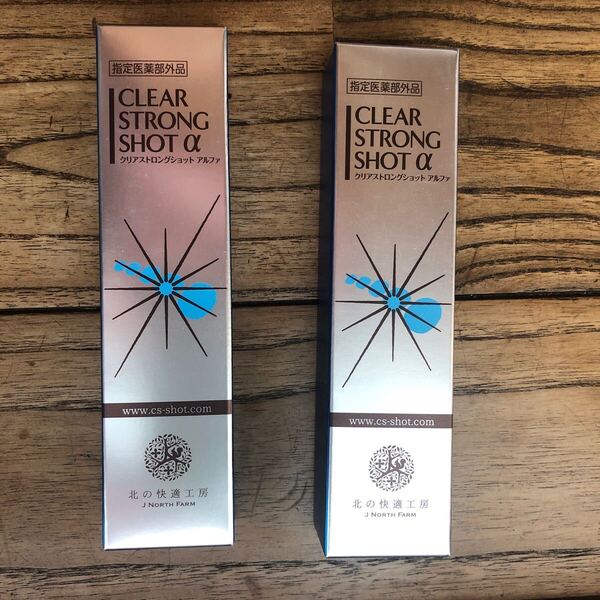 指定医薬部外品
CLEAR
STRONG
SHOT α
クリアストロングショット アルファ
www.cs-shot.com
北の快適工房
J NORTH FARM
指定医薬部外品
CLEAR
STRONG
SHOT α
クリアストロングショット アルファ
www.cs-shot.com
北の快適工房
J NORTH FARM